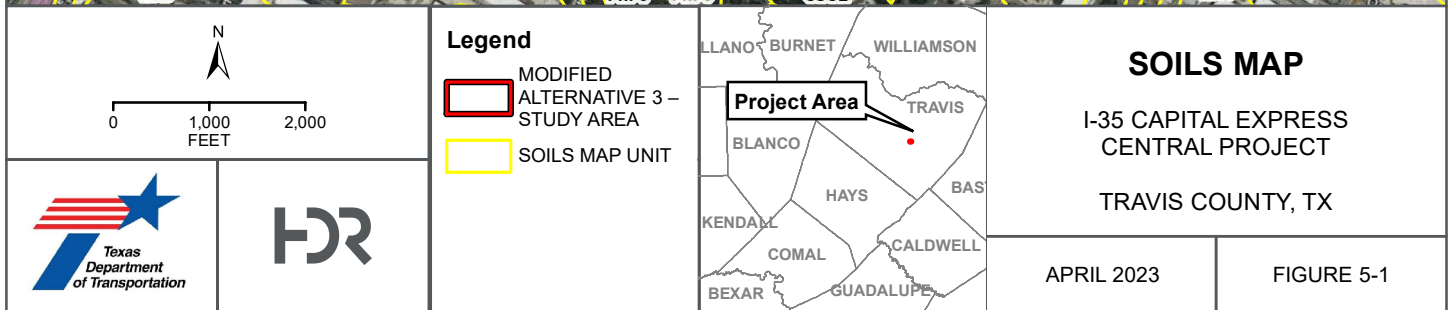 N
0 1,000 2,000
FEET
Texas
Department
of Transportation
HDR
Legend
MODIFIED
ALTERNATIVE 3 –
STUDY AREA
SOILS MAP UNIT
LLANO BURNET WILLIAMSON
Project Area
TRAVIS
BLANCO
HAYS
BAS
KENDALL
CALDWELL
COMAL
BEXAR
GUADALUPE
SOILS MAP
I-35 CAPITAL EXPRESS
CENTRAL PROJECT
TRAVIS COUNTY, TX
APRIL 2023
FIGURE 5-1